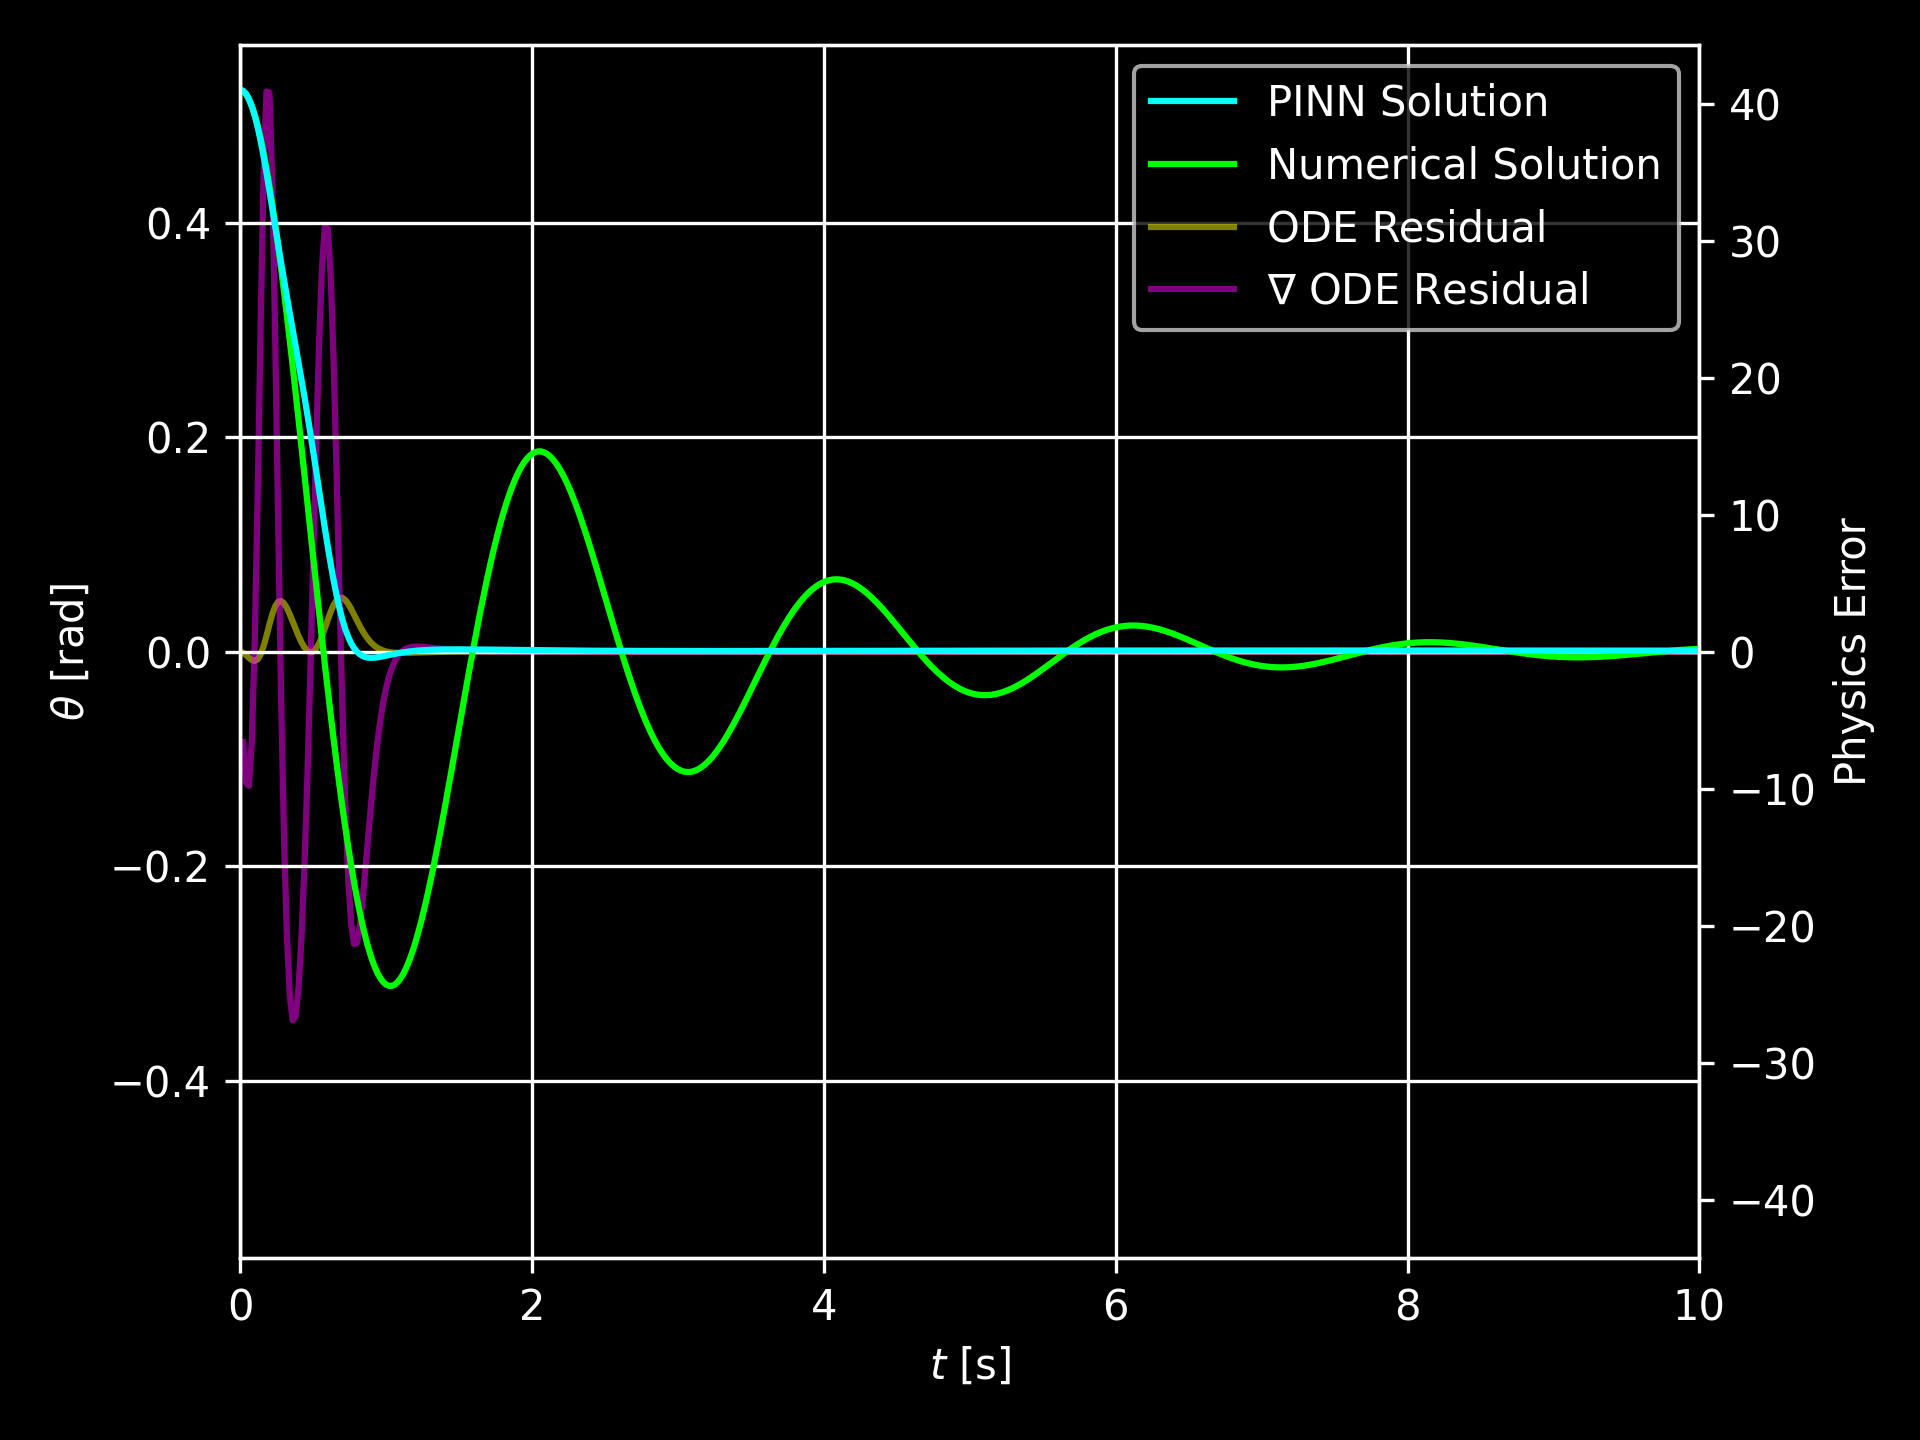 PINN Solution
Numerical Solution
ODE Residual
∇ ODE Residual
0.4
0.2
0.0
−0.2
−0.4
θ [rad]
40
30
20
10
0
−10
−20
−30
−40
Physics Error
0 2 4 6 8 10
t [s]